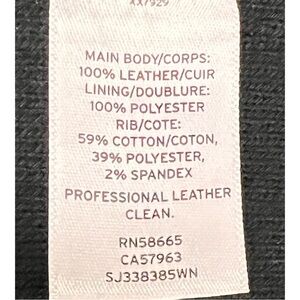 XX7929
MAIN BODY/CORPS:
100% LEATHER/CUIR
LINING/DOUBLURE:
100% POLYESTER
RIB/COTE:
59% COTTON/COTON,
39% POLYESTER,
2% SPANDEX
PROFESSIONAL LEATHER
CLEAN.
RN58665
CA57963
SJ338385WN